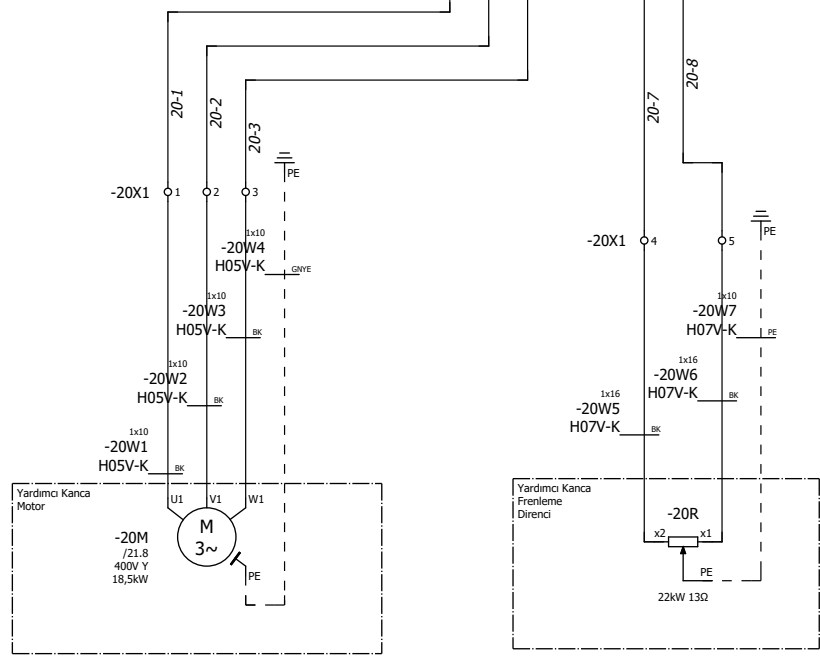 20-1
20-2
20-3
20-7
20-8
PE
-20X1
1
2
3
PE
-20X1
4
5
1x10
-20W4
H05V-K
GNYE
1x10
-20W3
H05V-K
BK
1x10
-20W7
H07V-K
PE
1x10
-20W2
H05V-K
BK
1x16
-20W6
H07V-K
BK
1x16
-20W5
H07V-K
BK
1x10
-20W1
H05V-K
BK
Yardımcı Kanca
Motor
U1
V1
W1
M
3~
-20M
/21.8
400V Y
18,5kW
PE
Yardımcı Kanca
Frenleme
Direnci
-20R
x2
x1
PE
22kW 13Ω